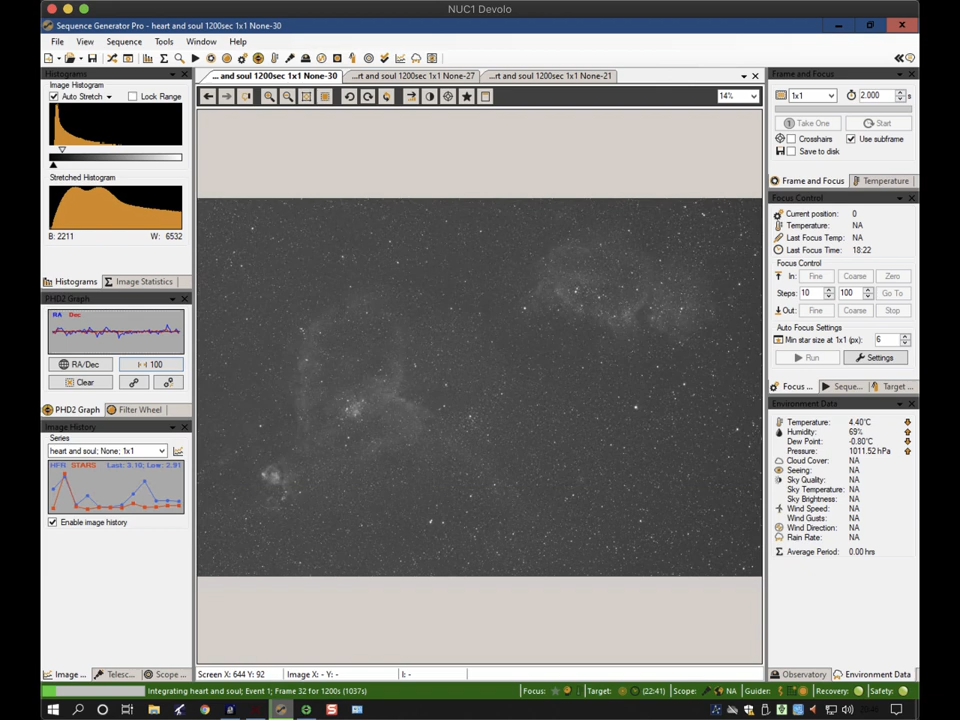 NUC1 Devolo
Sequence Generator Pro - heart and soul 1200sec 1x1 None-30
File View Sequence Tools Window Help
Histograms
Image Histogram
Auto Stretch Lock Range
Stretched Histogram
B: 2211 W: 6532
Histograms Image Statistics
PHD2 Graph
RA Dec
RA/Dec 100
Clear
PHD2 Graph Filter Wheel
Image History
Series
heart and soul; None; 1x1
HFR STARS Last: 3.10; Low: 2.91
Enable image history
Image ... Telesc... Scope ...
... and soul 1200sec 1x1 None-30 ...rt and soul 1200sec 1x1 None-27 ...rt and soul 1200sec 1x1 None-21
14%
Screen X: 644 Y: 92 Image X: - Y: - I: -
Frame and Focus
1x1 2.000 s
Take One Start
Crosshairs Use subframe
Save to disk
Frame and Focus Temperature
Focus Control
Current position: 0
Temperature: NA
Last Focus Temp: NA
Last Focus Time: 18:22
Focus Control
In: Fine Coarse Zero
Steps: 10 100 Go To
Out: Fine Coarse Stop
Auto Focus Settings
Min star size at 1x1 (px): 6
Run Settings
Focus ... Seque... Target ...
Environment Data
Temperature: 4.40°C
Humidity: 69%
Dew Point: -0.80°C
Pressure: 1011.52 hPa
Cloud Cover: NA
Seeing: NA
Sky Quality: NA
Sky Temperature: NA
Sky Brightness: NA
Wind Speed: NA
Wind Gusts: NA
Wind Direction: NA
Rain Rate: NA
Average Period: 0.00 hrs
Observatory Environment Data
Integrating heart and soul; Event 1; Frame 32 for 1200s (1037s) Focus: Target: (22:41) Scope: NA Guider: Recovery: Safety: